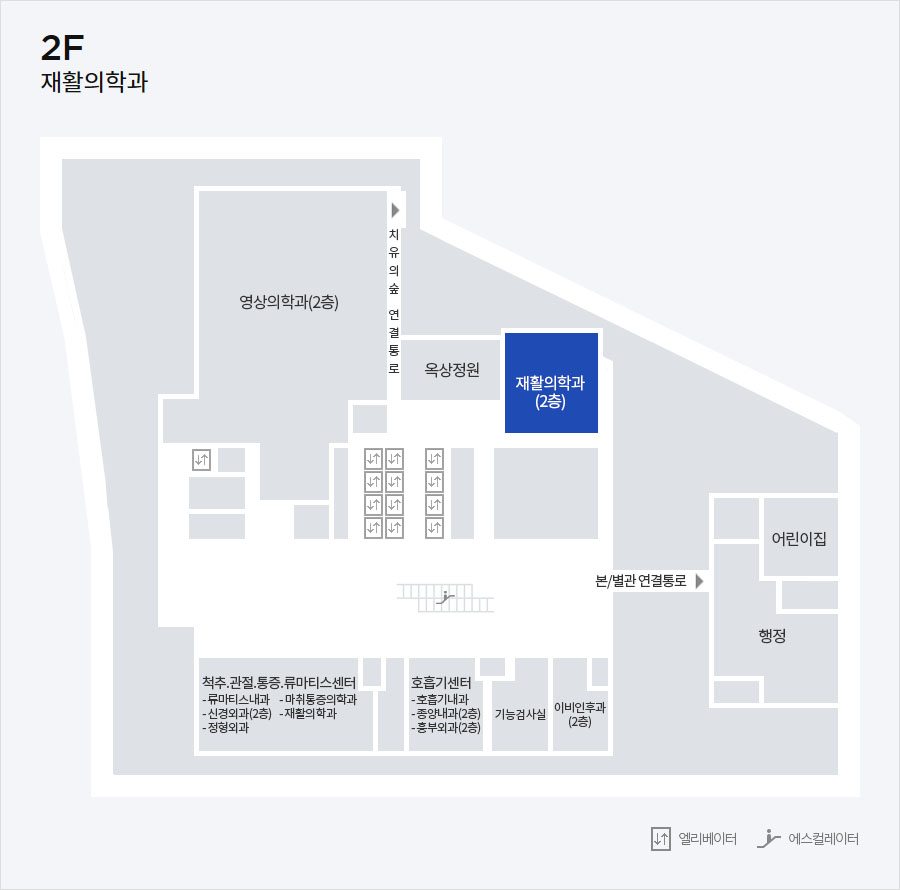 2F
재활의학과
치유의숲 연결통로
영상의학과(2층)
옥상정원
재활의학과
(2층)
어린이집
본/별관 연결통로
행정
척추.관절.통증.류마티스센터
- 류마티스내과 - 마취통증의학과
- 신경외과(2층) - 재활의학과
- 정형외과
호흡기센터
- 호흡기내과
- 종양내과(2층)
- 흉부외과(2층)
기능검사실
이비인후과
(2층)
엘리베이터
에스컬레이터